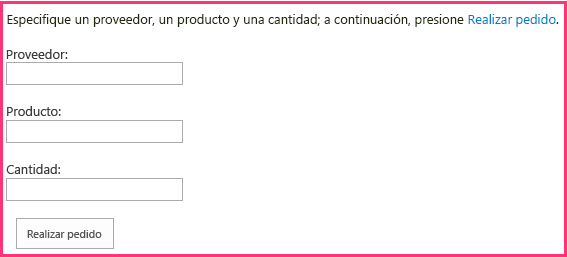 Especifique un proveedor, un producto y una cantidad; a continuación, presione Realizar pedido.
Proveedor:
Producto:
Cantidad:
Realizar pedido